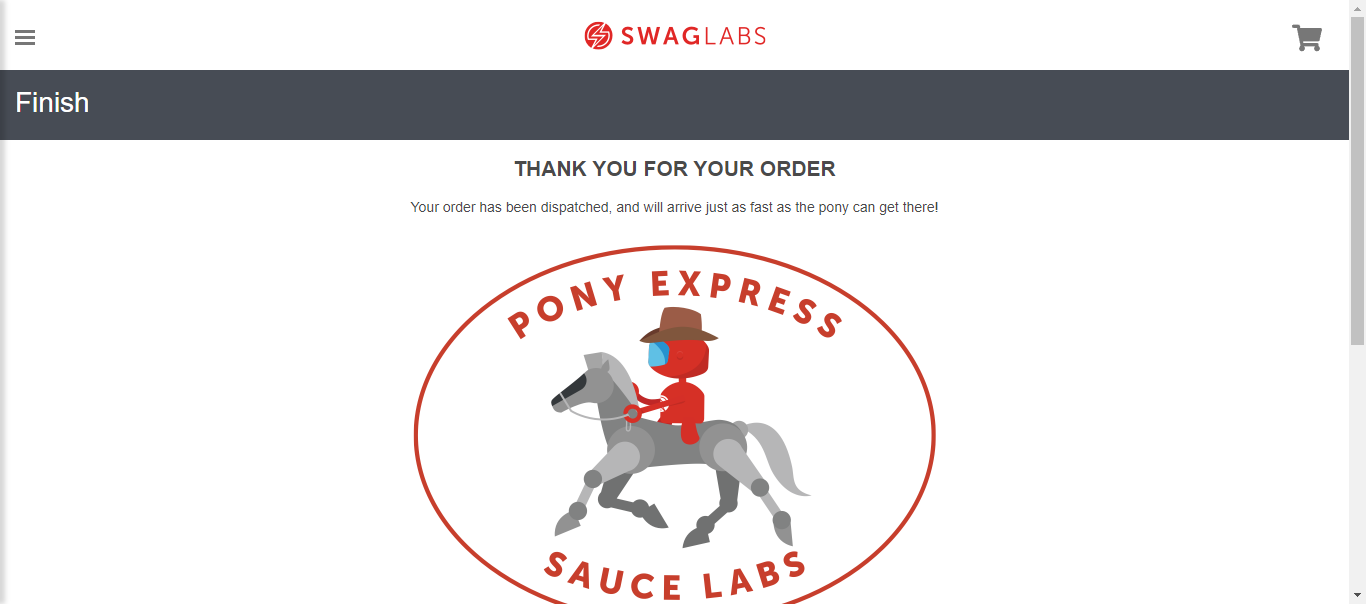 SWAGLABS
Finish
THANK YOU FOR YOUR ORDER
Your order has been dispatched, and will arrive just as fast as the pony can get there!
PONY EXPRESS
SAUCE LABS